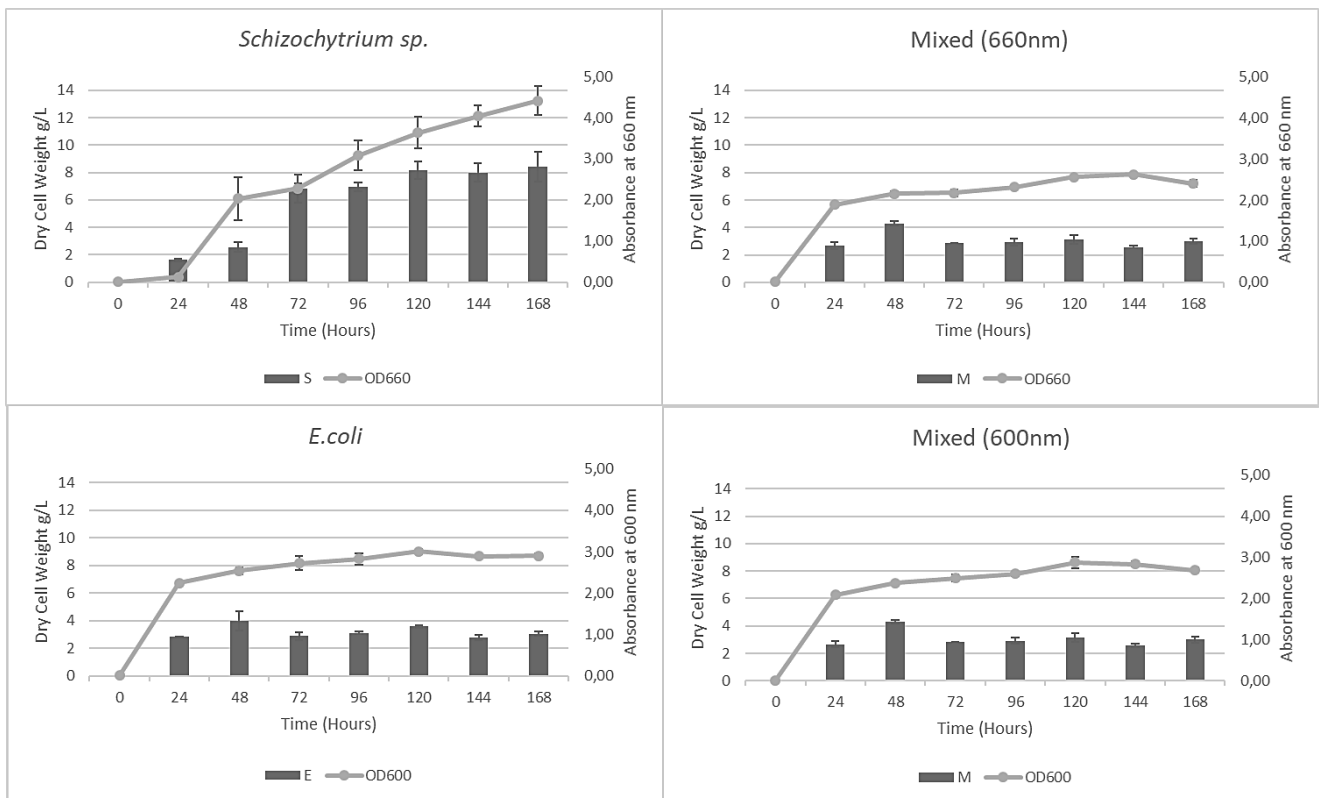 Schizochytrium sp.
Dry Cell Weight g/L
14
12
10
8
6
4
2
0
5,00
4,00
3,00
2,00
1,00
0,00
Absorbance at 660 nm
0 24 48 72 96 120 144 168
Time (Hours)
S OD660
Mixed (660nm)
Dry Cell Weight g/L
14
12
10
8
6
4
2
0
5,00
4,00
3,00
2,00
1,00
0,00
Absorbance at 660 nm
0 24 48 72 96 120 144 168
Time (Hours)
M OD660
E.coli
Dry Cell Weight g/L
14
12
10
8
6
4
2
0
5,00
4,00
3,00
2,00
1,00
0,00
Absorbance at 600 nm
0 24 48 72 96 120 144 168
Time (Hours)
E OD600
Mixed (600nm)
Dry Cell Weight g/L
14
12
10
8
6
4
2
0
5,00
4,00
3,00
2,00
1,00
0,00
Absorbance at 600 nm
0 24 48 72 96 120 144 168
Time (Hours)
M OD600